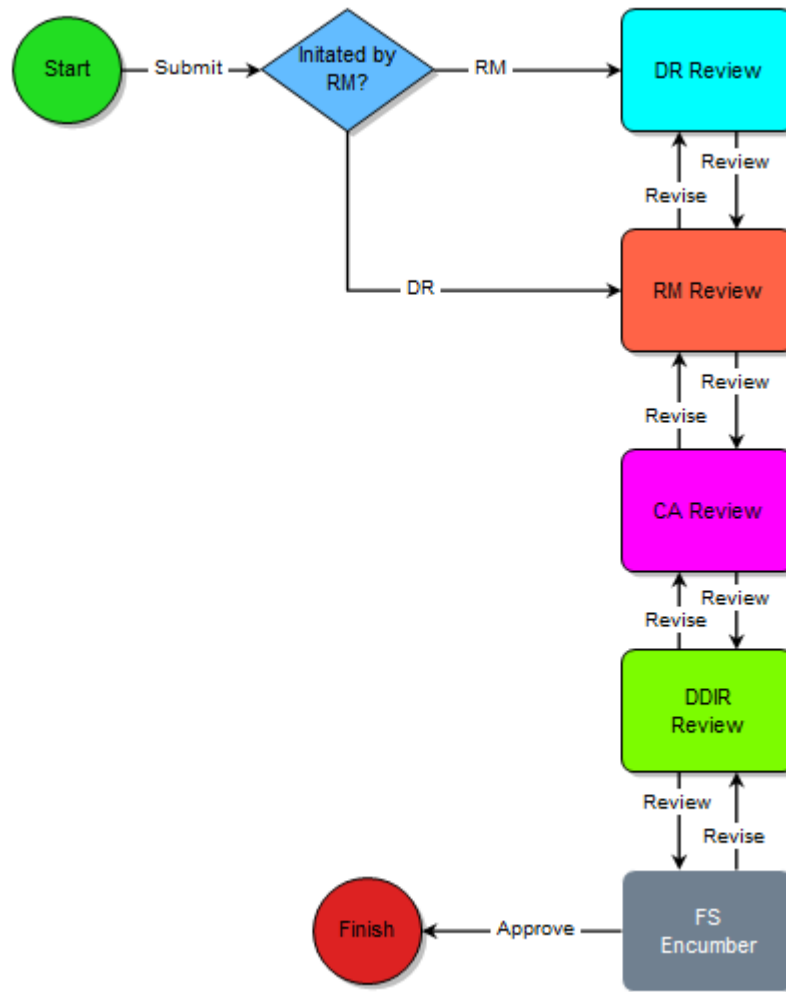 Start
Submit
Initated by
RM?
RM
DR Review
Review
Revise
DR
RM Review
Review
Revise
CA Review
Review
Revise
DDIR
Review
Review
Revise
Finish
Approve
FS
Encumber